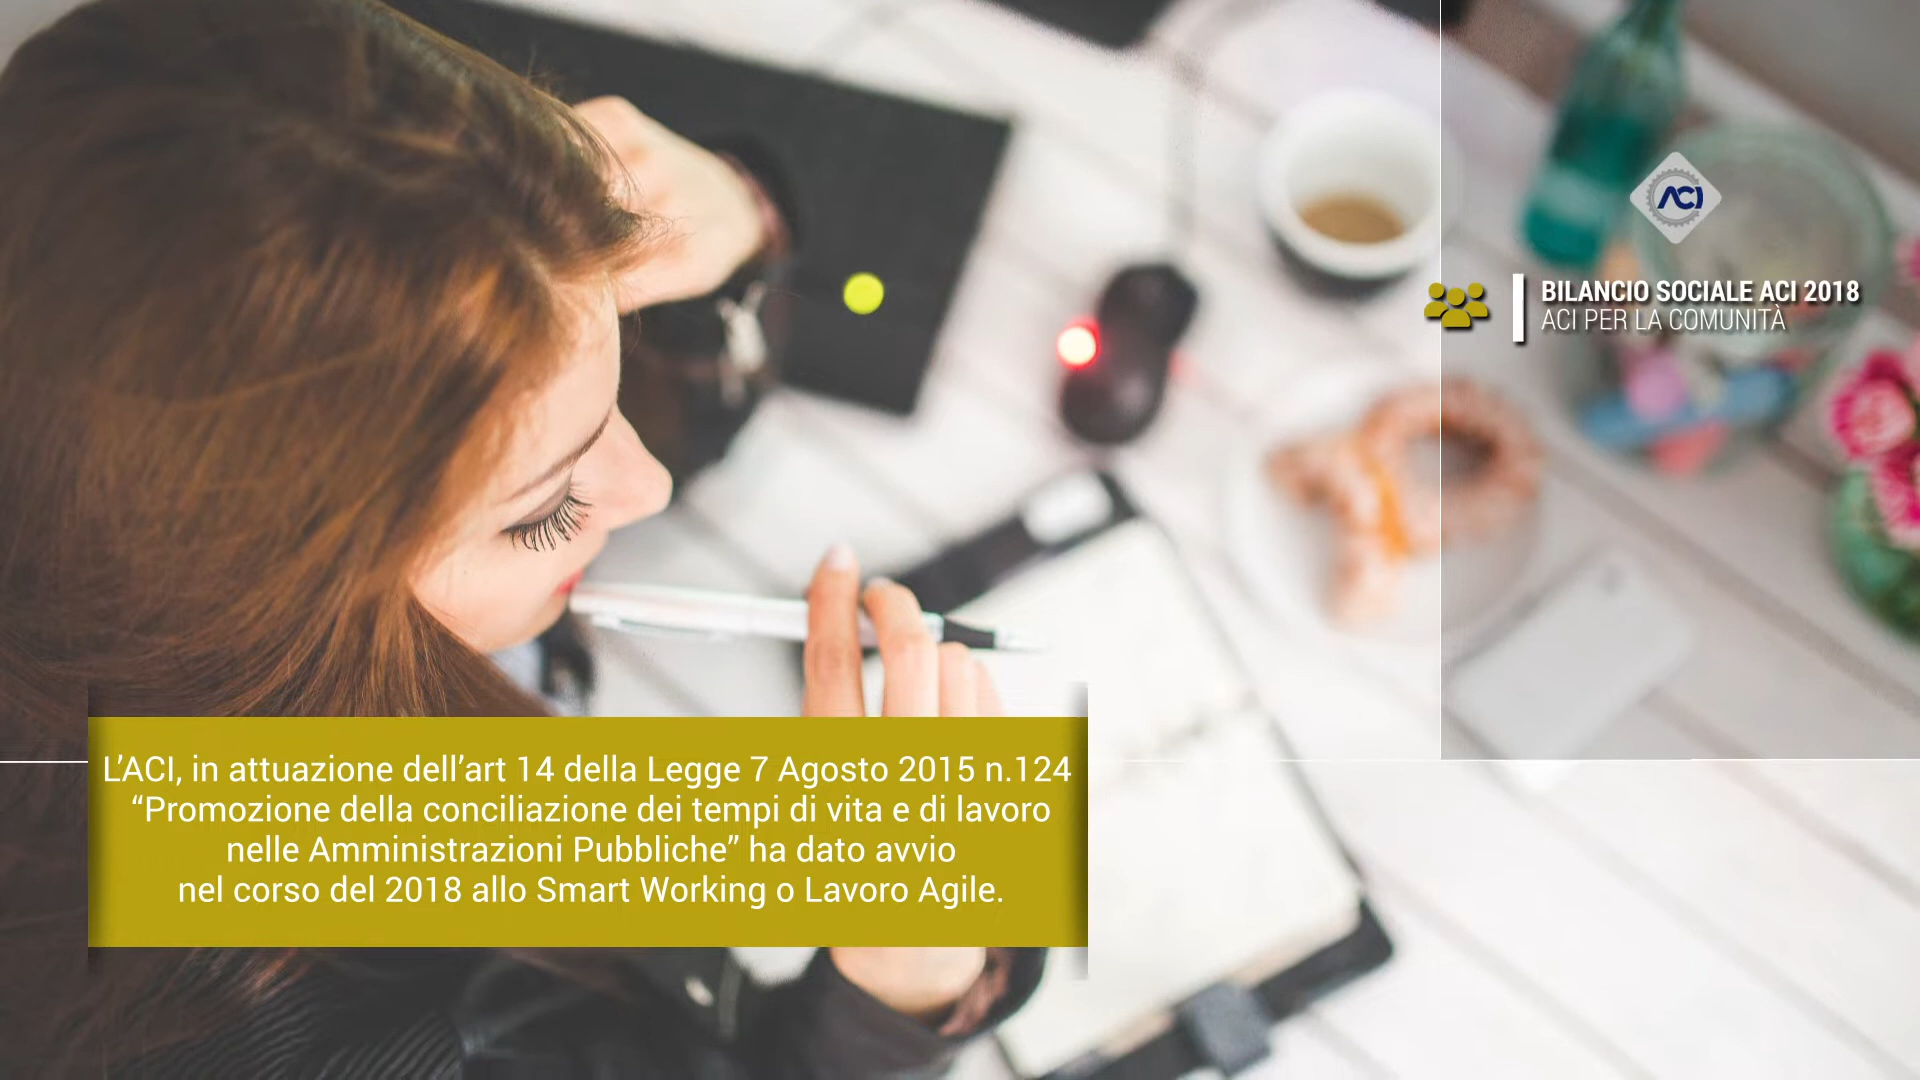 ACI
BILANCIO SOCIALE ACI 2018
ACI PER LA COMUNITÀ
L’ACI, in attuazione dell’art 14 della Legge 7 Agosto 2015 n.124
“Promozione della conciliazione dei tempi di vita e di lavoro
nelle Amministrazioni Pubbliche” ha dato avvio
nel corso del 2018 allo Smart Working o Lavoro Agile.